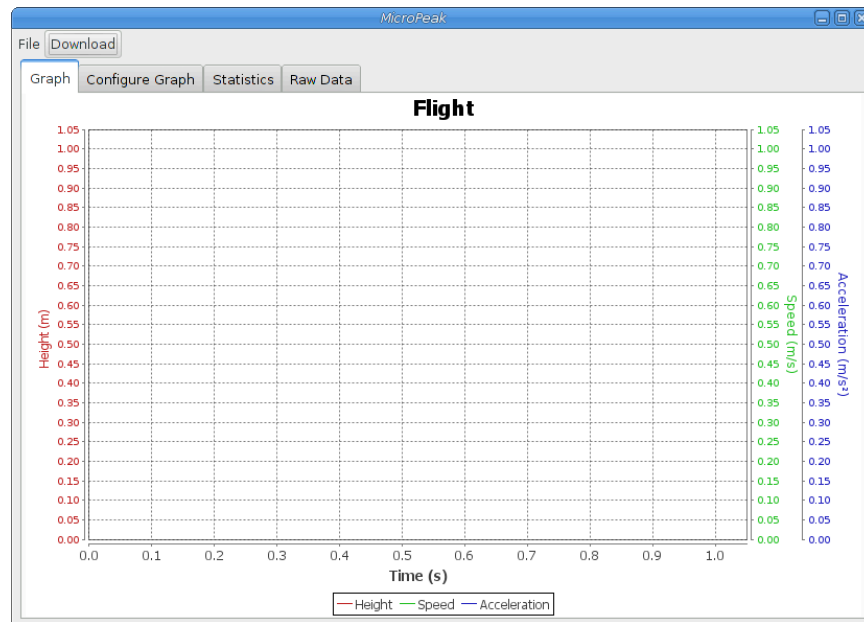 MicroPeak
File Download
Graph Configure Graph Statistics Raw Data
Flight
1.05 1.05 1.05
1.00 1.00 1.00
0.95 0.95 0.95
0.90 0.90 0.90
0.85 0.85 0.85
0.80 0.80 0.80
0.75 0.75 0.75
0.70 0.70 0.70
0.65 0.65 0.65
0.60 0.60 0.60
0.55 0.55 0.55
0.50 0.50 0.50
0.45 0.45 0.45
0.40 0.40 0.40
0.35 0.35 0.35
0.30 0.30 0.30
0.25 0.25 0.25
0.20 0.20 0.20
0.15 0.15 0.15
0.10 0.10 0.10
0.05 0.05 0.05
0.00 0.00 0.00
Height (m)
Speed (m/s)
Acceleration (m/s²)
0.0 0.1 0.2 0.3 0.4 0.5 0.6 0.7 0.8 0.9 1.0
Time (s)
Height Speed Acceleration